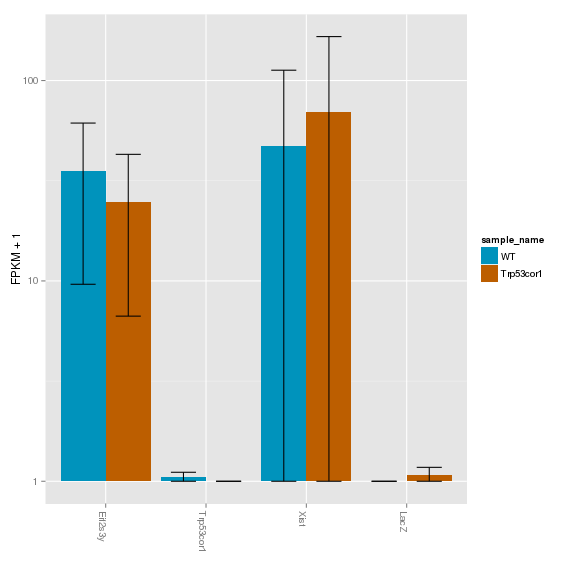 100
10
1
FPKM + 1
Eif2s3y
Trp53cor1
Xist
LacZ
sample_name
WT
Trp53cor1